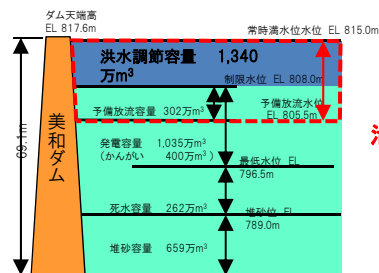 ダム天端高
EL 817.6m
常時満水位水位 EL 815.0m
洪水調節容量 1,340
万m³
制限水位 EL 808.0m
予備放流容量 302万m³
予備放流水位
EL 805.5m
69.1m
美和ダム
発電容量 1,035万m³
（かんがい 400万m³）
最低水位 EL
796.5m
死水容量 262万m³
堆砂位 EL
789.0m
堆砂容量 659万m³